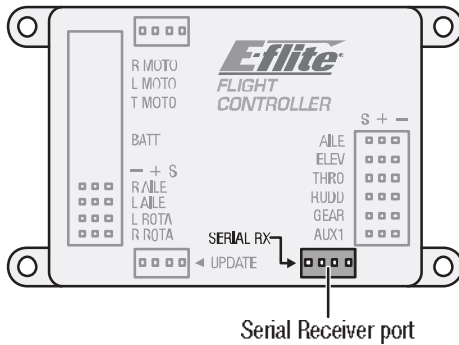 E-flite
FLIGHT
CONTROLLER
R MOTO
L MOTO
T MOTO
BATT
− + S
R AILE
L AILE
L ROTA
R ROTA
◄ UPDATE
S + −
AILE
ELEV
THRO
RUDD
GEAR
AUX1
SERIAL RX
Serial Receiver port